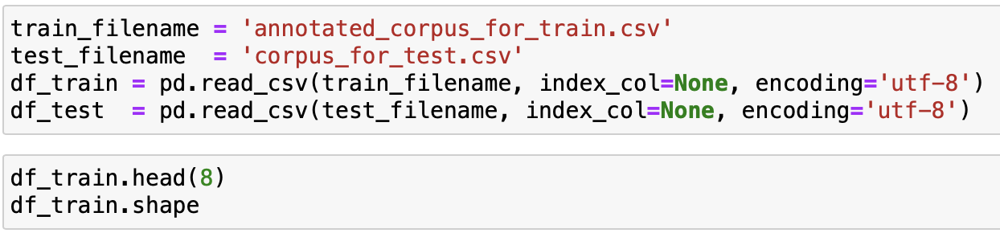 train_filename = 'annotated_corpus_for_train.csv'
test_filename  = 'corpus_for_test.csv'
df_train = pd.read_csv(train_filename, index_col=None, encoding='utf-8')
df_test  = pd.read_csv(test_filename, index_col=None, encoding='utf-8')
df_train.head(8)
df_train.shape